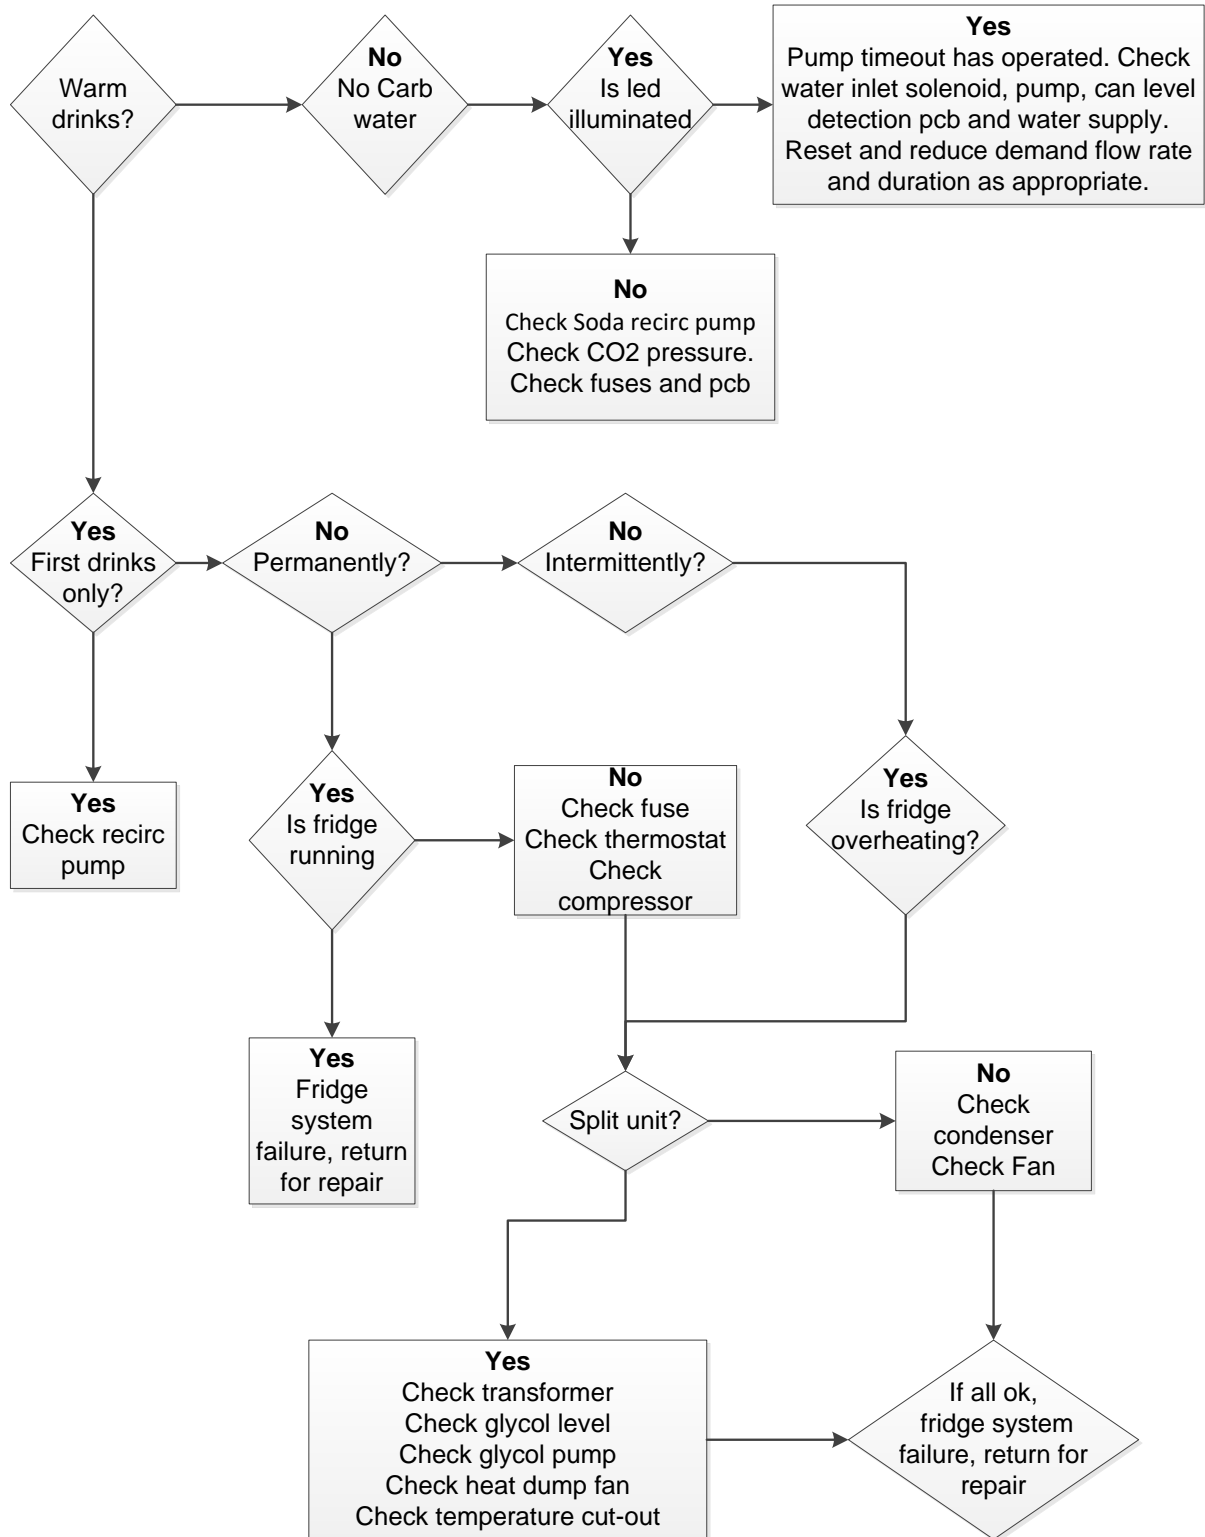 Warm
drinks?
No
No Carb
water
Yes
Is led
illuminated
Yes
Pump timeout has operated. Check
water inlet solenoid, pump, can level
detection pcb and water supply.
Reset and reduce demand flow rate
and duration as appropriate.
No
Check Soda recirc pump
Check CO2 pressure.
Check fuses and pcb
Yes
First drinks
only?
No
Permanently?
No
Intermittently?
Yes
Check recirc
pump
Yes
Is fridge
running
No
Check fuse
Check thermostat
Check
compressor
Yes
Is fridge
overheating?
Yes
Fridge
system
failure, return
for repair
Split unit?
No
Check
condenser
Check Fan
Yes
Check transformer
Check glycol level
Check glycol pump
Check heat dump fan
Check temperature cut-out
If all ok,
fridge system
failure, return for
repair